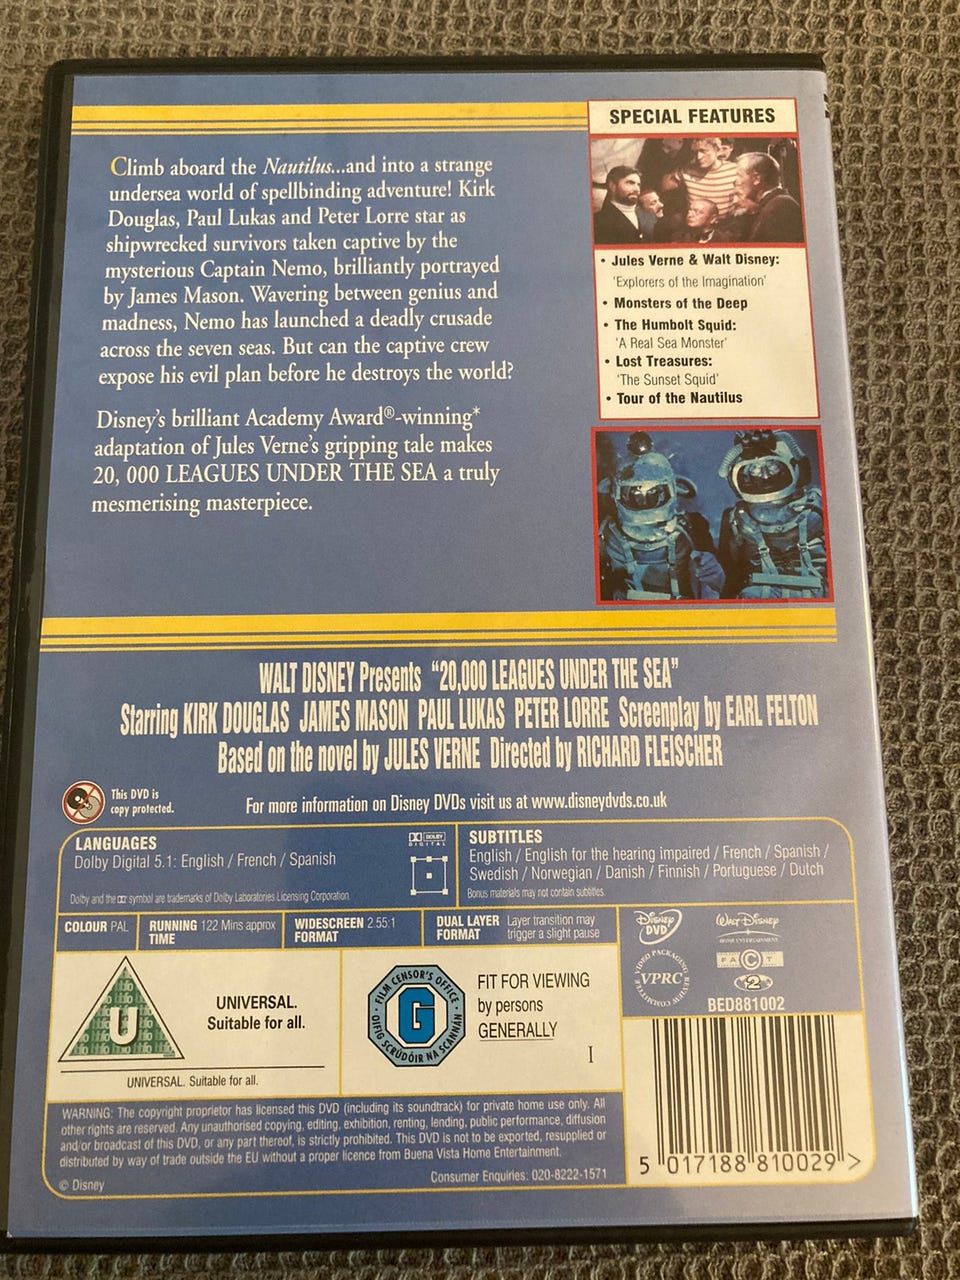 Climb aboard the Nautilus...and into a strange
undersea world of spellbinding adventure! Kirk
Douglas, Paul Lukas and Peter Lorre star as
shipwrecked survivors taken captive by the
mysterious Captain Nemo, brilliantly portrayed
by James Mason. Wavering between genius and
madness, Nemo has launched a deadly crusade
across the seven seas. But can the captive crew
expose his evil plan before he destroys the world?
Disney's brilliant Academy Award®-winning*
adaptation of Jules Verne's gripping tale makes
20, 000 LEAGUES UNDER THE SEA a truly
mesmerising masterpiece.
SPECIAL FEATURES
• Jules Verne & Walt Disney:
'Explorers of the Imagination'
• Monsters of the Deep
• The Humbolt Squid:
'A Real Sea Monster'
• Lost Treasures:
'The Sunset Squid'
• Tour of the Nautilus
WALT DISNEY Presents "20,000 LEAGUES UNDER THE SEA"
Starring KIRK DOUGLAS JAMES MASON PAUL LUKAS PETER LORRE Screenplay by EARL FELTON
Based on the novel by JULES VERNE Directed by RICHARD FLEISCHER
This DVD is
copy protected.
For more information on Disney DVDs visit us at www.disneydvds.co.uk
LANGUAGES
Dolby Digital 5.1: English / French / Spanish
DOLBY
DIGITAL
Dolby and the symbol are trademarks of Dolby Laboratories Licensing Corporation.
SUBTITLES
English / English for the hearing impaired / French / Spanish /
Swedish / Norwegian / Danish / Finnish / Portuguese / Dutch
Bonus materials may not contain subtitles.
COLOUR PAL
RUNNING 122 Mins approx
TIME
WIDESCREEN 2.55:1
FORMAT
DUAL LAYER Layer transition may
FORMAT trigger a slight pause
DISNEY
DVD
WALT DISNEY
HOME ENTERTAINMENT
VIDEO PACKAGING REVIEW COMMITTEE
VPRC
FACT
2
BED881002
U
UNIVERSAL.
Suitable for all.
UNIVERSAL. Suitable for all.
FILM CENSOR'S OFFICE
G
OIFIG SCRÚDÓIR NA SCANNÁN
FIT FOR VIEWING
by persons
GENERALLY
I
WARNING: The copyright proprietor has licensed this DVD (including its soundtrack) for private home use only. All
other rights are reserved. Any unauthorised copying, editing, exhibition, renting, lending, public performance, diffusion
and/or broadcast of this DVD, or any part thereof, is strictly prohibited. This DVD is not to be exported, resupplied or
distributed by way of trade outside the EU without a proper licence from Buena Vista Home Entertainment.
Consumer Enquiries: 020-8222-1571
© Disney
5 017188 810029 >